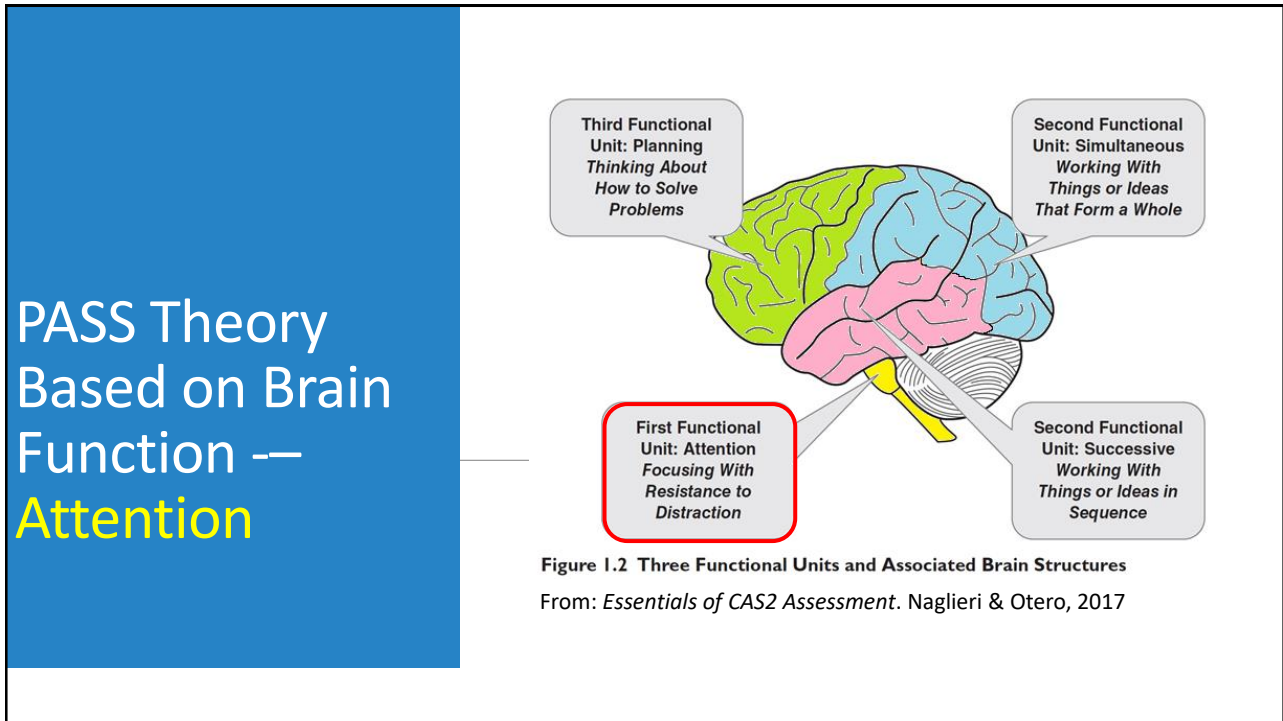 PASS Theory
Based on Brain
Function -–
Attention
Third Functional
Unit: Planning
Thinking About
How to Solve
Problems
Second Functional
Unit: Simultaneous
Working With
Things or Ideas
That Form a Whole
First Functional
Unit: Attention
Focusing With
Resistance to
Distraction
Second Functional
Unit: Successive
Working With
Things or Ideas in
Sequence
Figure 1.2 Three Functional Units and Associated Brain Structures
From: Essentials of CAS2 Assessment. Naglieri & Otero, 2017